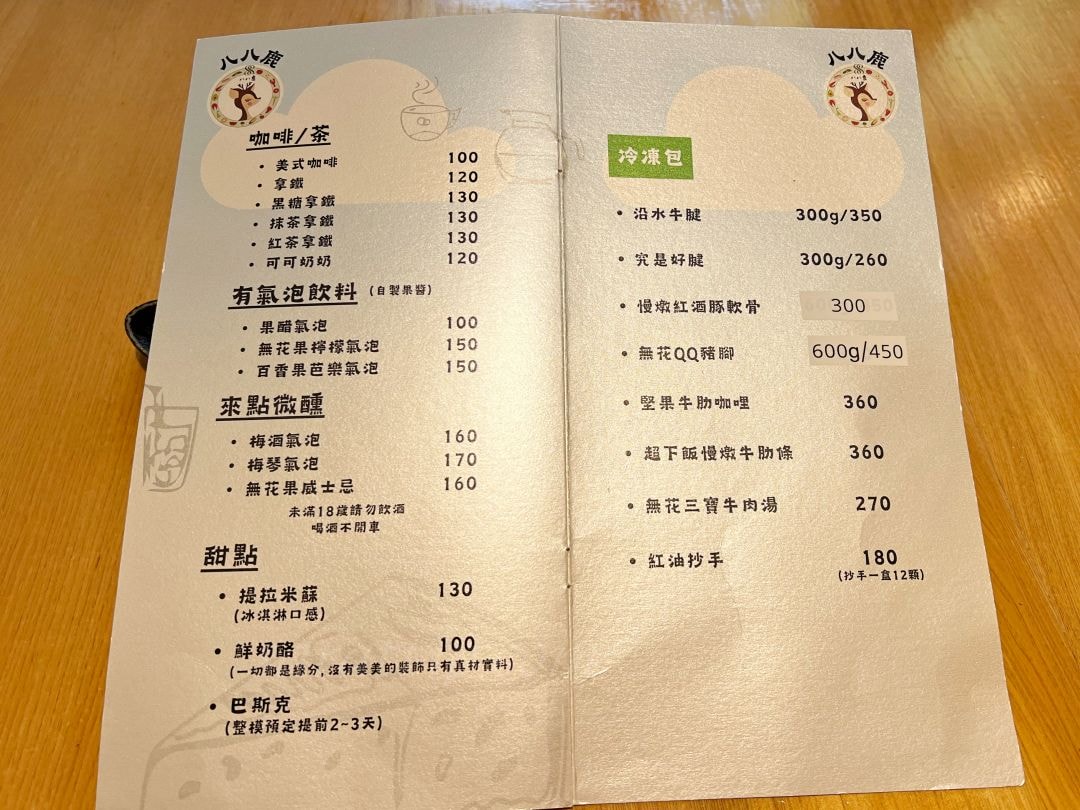 八八鹿
咖啡/茶
• 美式咖啡 100
• 拿鐵 120
• 黑糖拿鐵 130
• 抹茶拿鐵 130
• 紅茶拿鐵 130
• 可可奶奶 120
有氣泡飲料 (自製果醬)
• 果醋氣泡 100
• 無花果檸檬氣泡 150
• 百香果芭樂氣泡 150
來點微醺
• 梅酒氣泡 160
• 梅琴氣泡 170
• 無花果威士忌 160
未滿18歲請勿飲酒
喝酒不開車
甜點
• 提拉米蘇 130
(冰淇淋口感)
• 鮮奶酪 100
(一切都是緣分,沒有美美的裝飾只有真材實料)
• 巴斯克
(整模預定提前2~3天)
八八鹿
冷凍包
• 沿水牛腱 300g/350
• 究是好腱 300g/260
• 慢燉紅酒豚軟骨 300
• 無花QQ豬腳 600g/450
• 堅果牛肋咖哩 360
• 超下飯慢燉牛肋條 360
• 無花三寶牛肉湯 270
• 紅油抄手 180
(抄手一盒12顆)